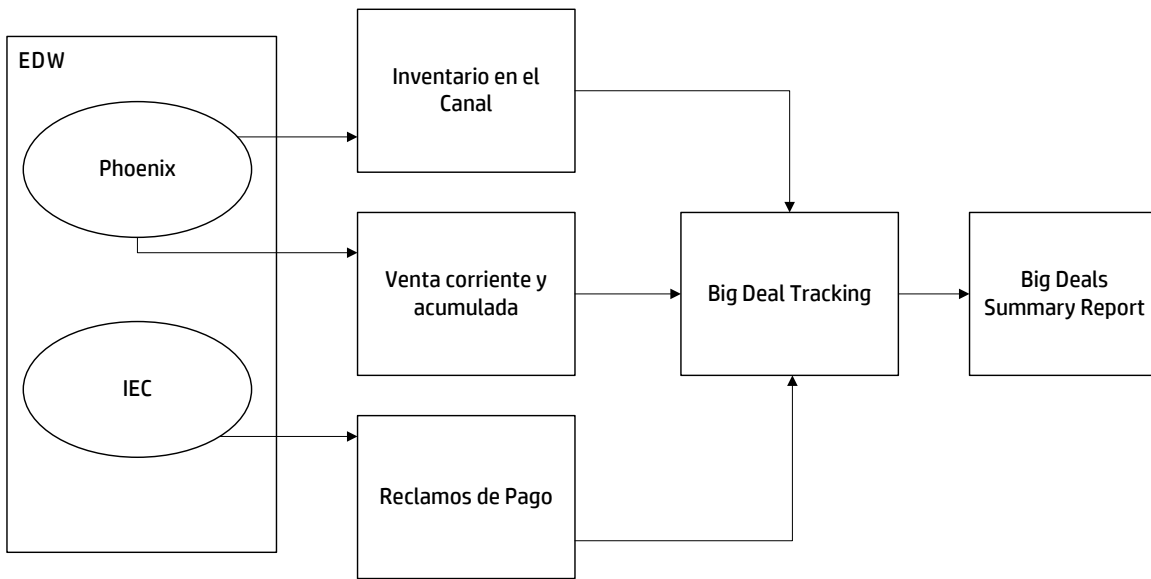 EDW
Phoenix
IEC
Inventario en el
Canal
Venta corriente y
acumulada
Reclamos de Pago
Big Deal Tracking
Big Deals
Summary Report